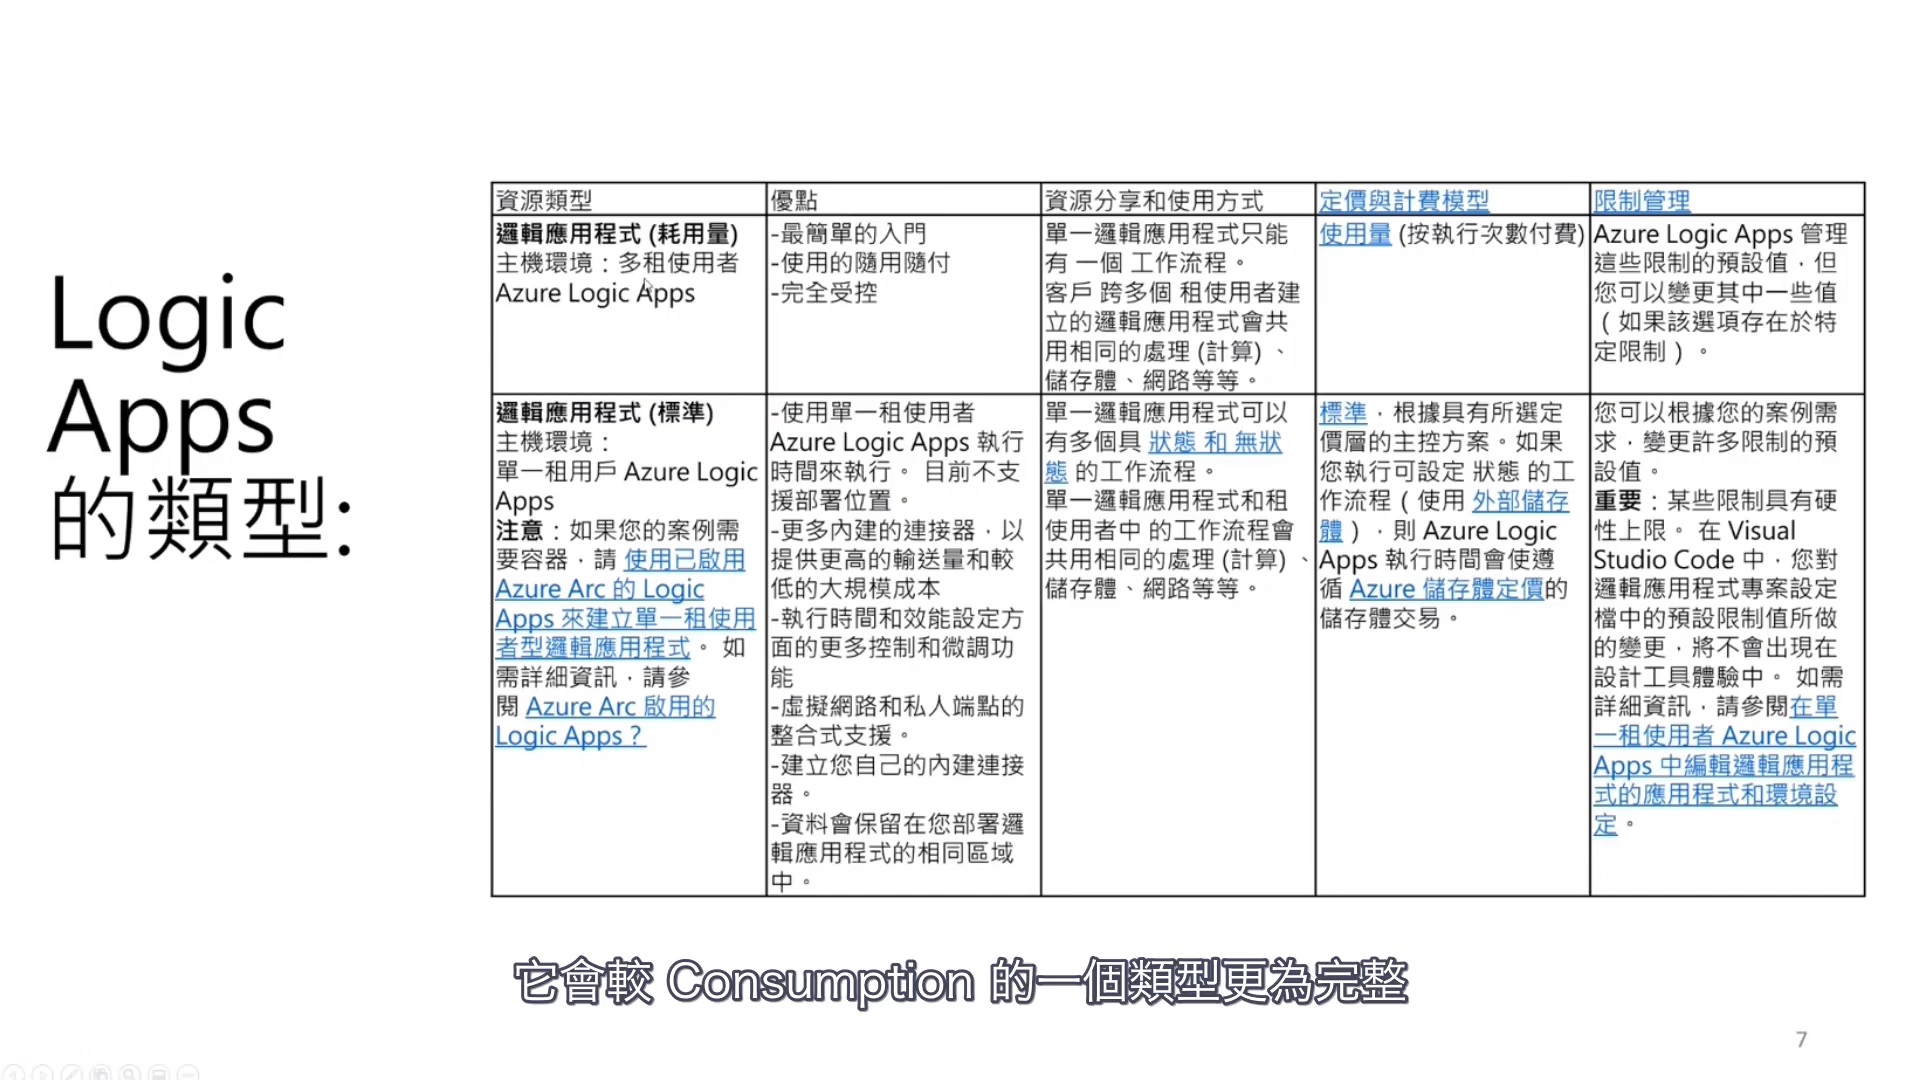 Logic
Apps
的類型:
資源類型
優點
資源分享和使用方式
定價與計費模型
限制管理
邏輯應用程式 (耗用量)
主機環境：多租使用者
Azure Logic Apps
-最簡單的入門
-使用的隨用隨付
-完全受控
單一邏輯應用程式只能
有 一個 工作流程。
客戶 跨多個 租使用者建
立的邏輯應用程式會共
用相同的處理 (計算) 、
儲存體、網路等等。
使用量 (按執行次數付費)
Azure Logic Apps 管理
這些限制的預設值，但
您可以變更其中一些值
（如果該選項存在於特
定限制）。
邏輯應用程式 (標準)
主機環境：
單一租用戶 Azure Logic
Apps
注意：如果您的案例需
要容器，請 使用已啟用
Azure Arc 的 Logic
Apps 來建立單一租使用
者型邏輯應用程式。 如
需詳細資訊，請參
閱 Azure Arc 啟用的
Logic Apps？
-使用單一租使用者
Azure Logic Apps 執行
時間來執行。 目前不支
援部署位置。
-更多內建的連接器，以
提供更高的輸送量和較
低的大規模成本
-執行時間和效能設定方
面的更多控制和微調功
能
-虛擬網路和私人端點的
整合式支援。
-建立您自己的內建連接
器。
-資料會保留在您部署邏
輯應用程式的相同區域
中。
單一邏輯應用程式可以
有多個具 狀態 和 無狀
態 的工作流程。
單一邏輯應用程式和租
使用者中 的工作流程會
共用相同的處理 (計算) 、
儲存體、網路等等。
標準，根據具有所選定
價層的主控方案。如果
您執行可設定 狀態 的工
作流程（使用 外部儲存
體），則 Azure Logic
Apps 執行時間會使遵
循 Azure 儲存體定價的
儲存體交易。
您可以根據您的案例需
求，變更許多限制的預
設值。
重要：某些限制具有硬
性上限。 在 Visual
Studio Code 中，您對
邏輯應用程式專案設定
檔中的預設限制值所做
的變更，將不會出現在
設計工具體驗中。 如需
詳細資訊，請參閱在單
一租使用者 Azure Logic
Apps 中編輯邏輯應用程
式的應用程式和環境設
定。
它會較 Consumption 的一個類型更為完整
7